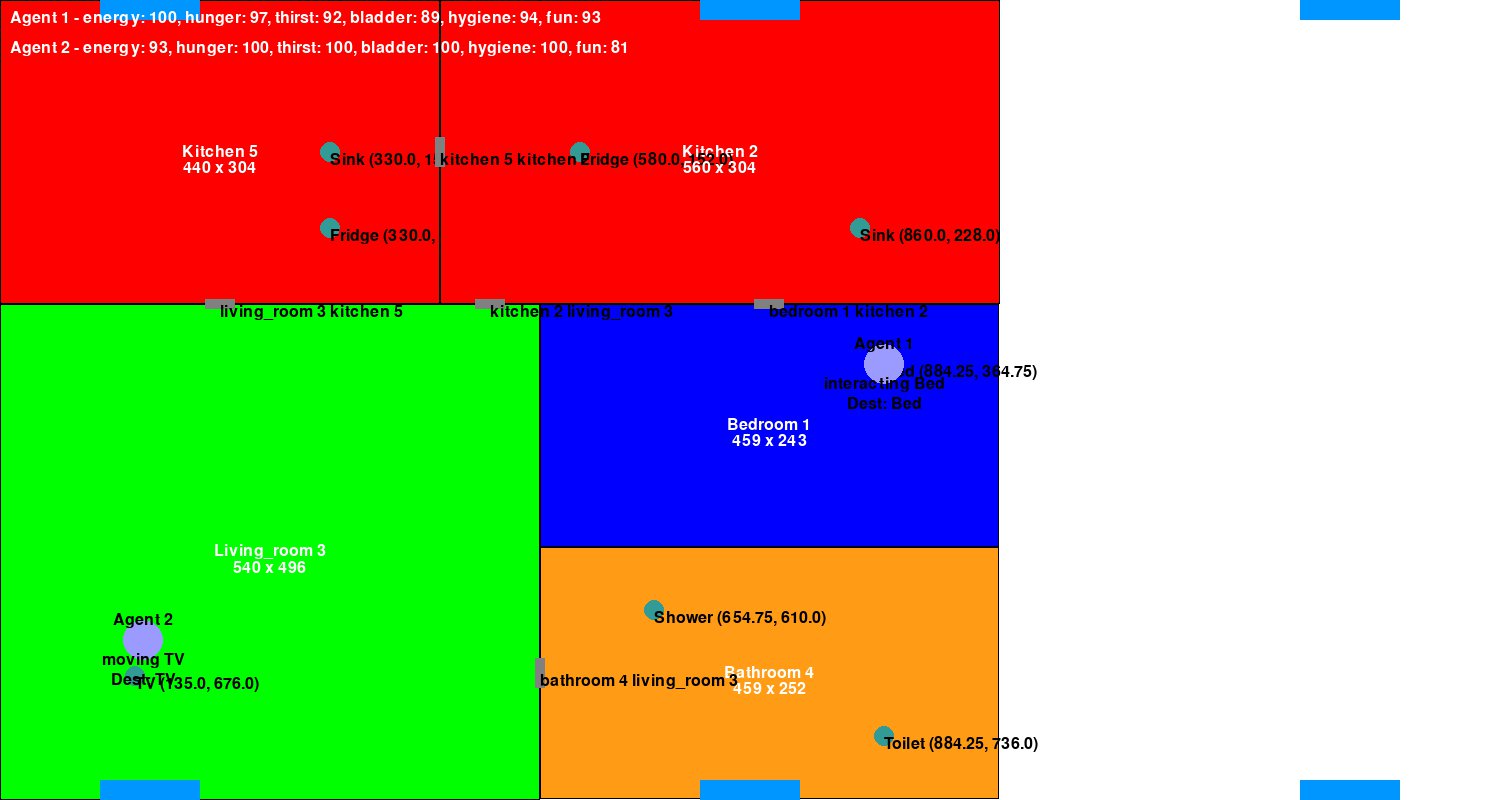 Agent 1 - energy: 100, hunger: 97, thirst: 92, bladder: 89, hygiene: 94, fun: 93
Agent 2 - energy: 93, hunger: 100, thirst: 100, bladder: 100, hygiene: 100, fun: 81
Kitchen 5
440 x 304
Sink (330.0,
kitchen 5 kitchen 2
Fridge (580.0, 152.0)
Kitchen 2
560 x 304
Fridge (330.0,
Sink (860.0, 228.0)
living_room 3 kitchen 5
kitchen 2 living_room 3
bedroom 1 kitchen 2
Agent 1
(884.25, 364.75)
interacting Bed
Dest: Bed
Bedroom 1
459 x 243
Living_room 3
540 x 496
Agent 2
moving TV
Dest: TV
TV (135.0, 676.0)
Shower (654.75, 610.0)
Bathroom 4
459 x 252
bathroom 4 living_room 3
Toilet (884.25, 736.0)